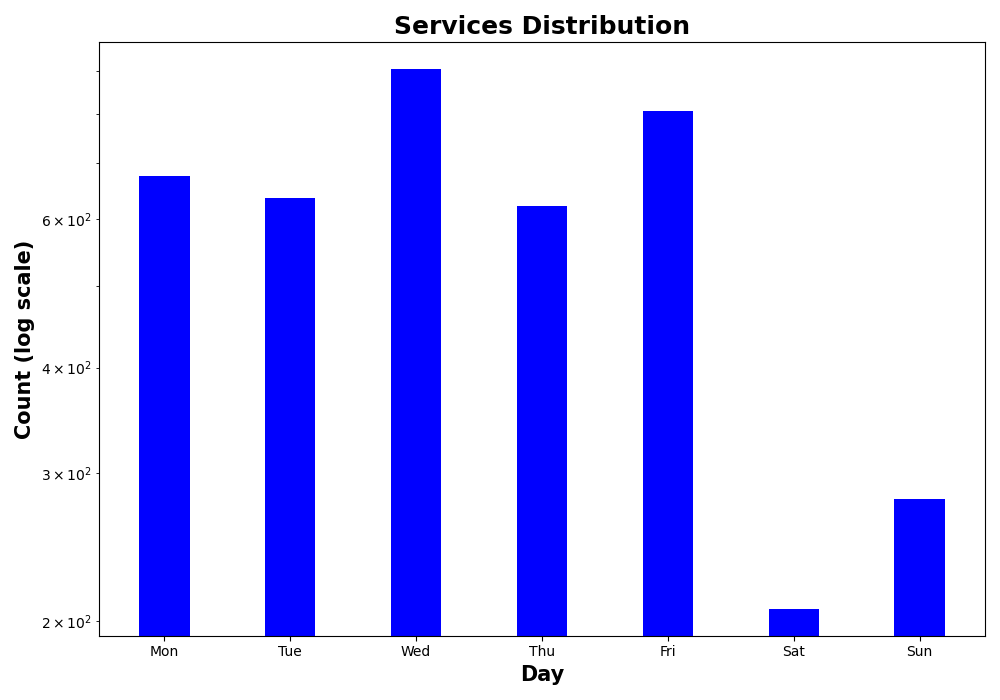 Services Distribution
Count (log scale)
6 × 10²
4 × 10²
3 × 10²
2 × 10²
Mon Tue Wed Thu Fri Sat Sun
Day